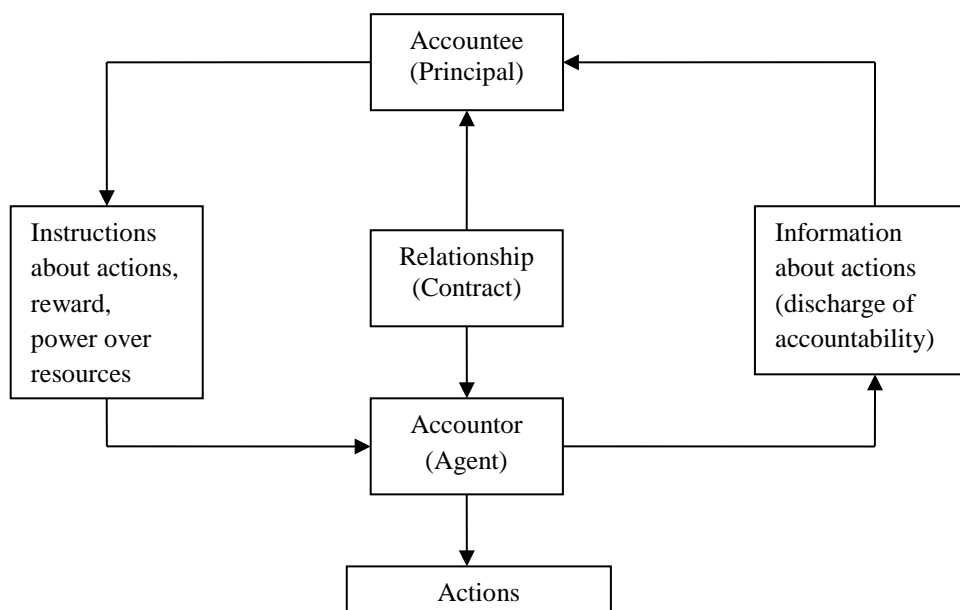 Accountee
(Principal)
Instructions
about actions,
reward,
power over
resources
Relationship
(Contract)
Information
about actions
(discharge of
accountability)
Accountor
(Agent)
Actions